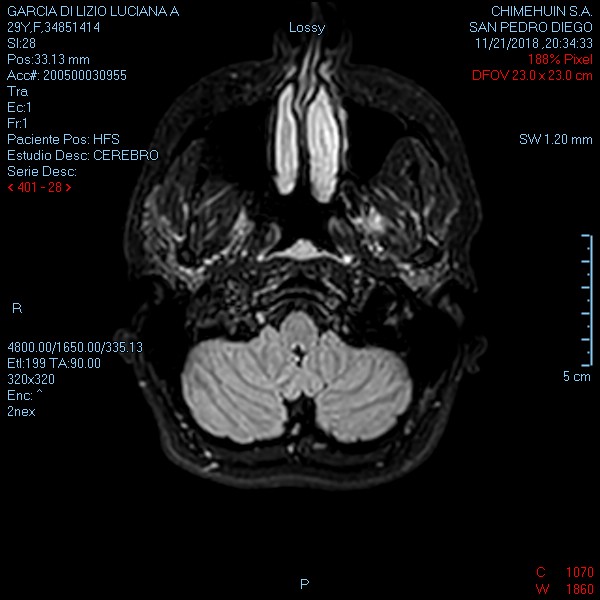 GARCIA DI LIZIO LUCIANA A
29Y,F,34851414
Sl:28
Pos:33.13 mm
Acc#: 200500030955
Tra
Ec:1
Fr:1
Paciente Pos: HFS
Estudio Desc: CEREBRO
Serie Desc:
< 401 - 28 >
Lossy
CHIMEHUIN S.A.
SAN PEDRO DIEGO
11/21/2018 ,20:34:33
188% Pixel
DFOV 23.0 x 23.0 cm
SW 1.20 mm
R
4800.00/1650.00/335.13
Etl:199 TA:90.00
320x320
Enc: ^
2nex
5 cm
P
C 1070
W 1860